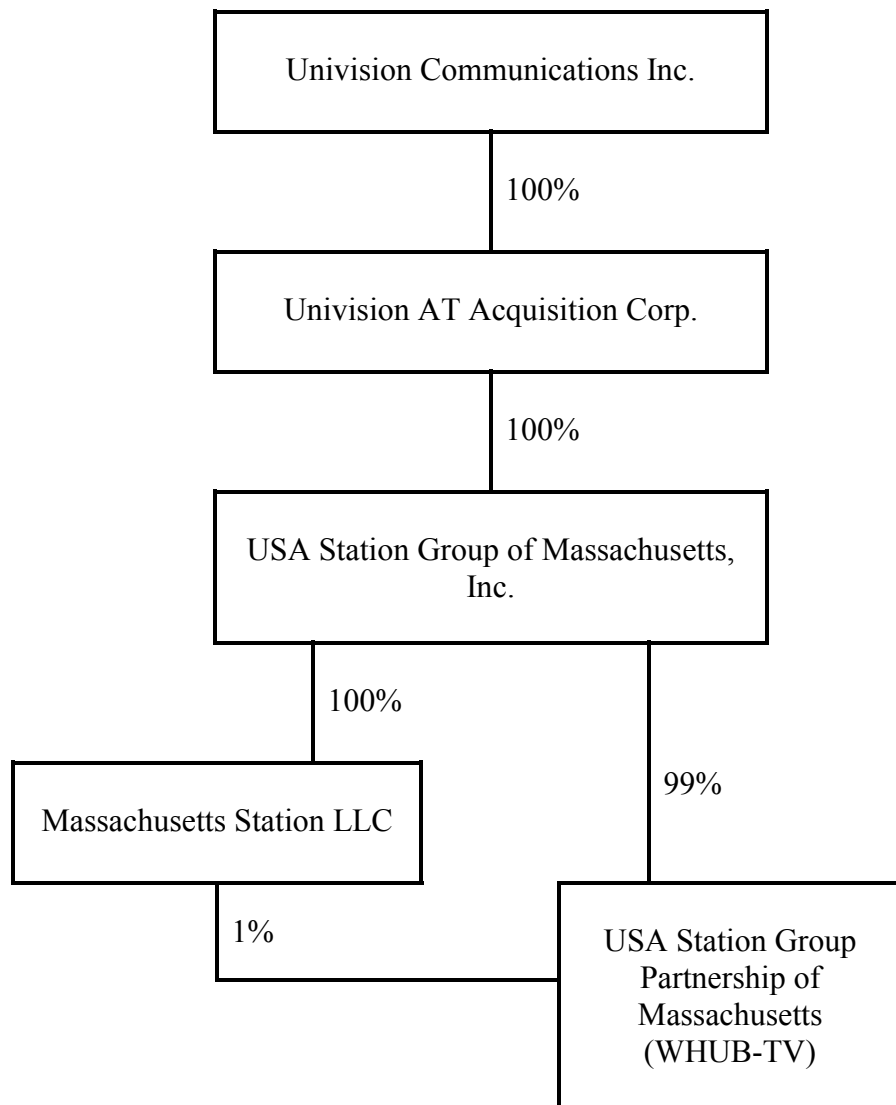 Univision Communications Inc.
100%
Univision AT Acquisition Corp.
100%
USA Station Group of Massachusetts,
Inc.
100%
99%
Massachusetts Station LLC
1%
USA Station Group
Partnership of
Massachusetts
(WHUB-TV)